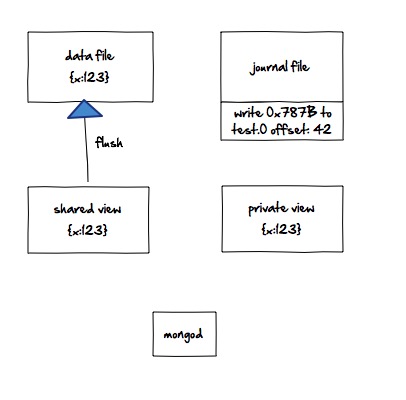 data file
{x:123}
journal file
write 0x787B to
test.0 offset: 42
flush
shared view
{x:123}
private view
{x:123}
mongod